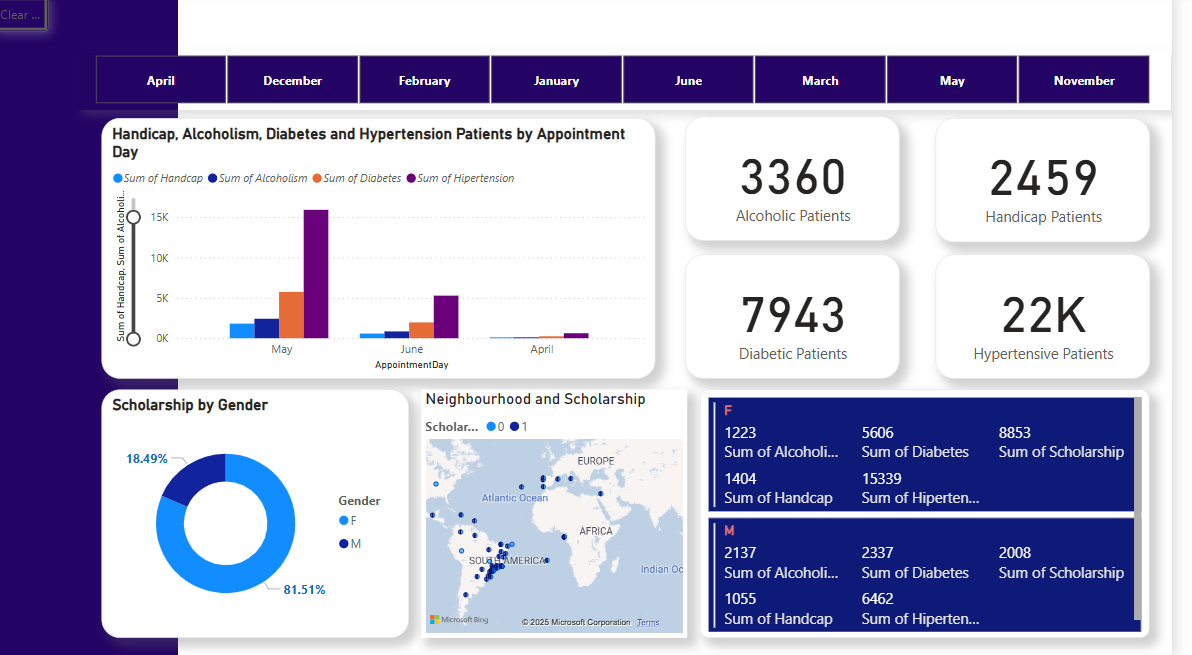 Clear ...
April December February January June March May November
Handicap, Alcoholism, Diabetes and Hypertension Patients by Appointment
Day
Sum of Handcap Sum of Alcoholism Sum of Diabetes Sum of Hipertension
Sum of Handcap, Sum of Alcoholi...
15K
10K
5K
0K
May June April
AppointmentDay
3360
Alcoholic Patients
2459
Handicap Patients
7943
Diabetic Patients
22K
Hypertensive Patients
Scholarship by Gender
18.49%
81.51%
Gender
F
M
Neighbourhood and Scholarship
Scholar... 0 1
EUROPE
Atlantic Ocean
AFRICA
SOUTH AMERICA
Indian Oc
Microsoft Bing
© 2025 Microsoft Corporation Terms
F
1223 5606 8853
Sum of Alcoholi... Sum of Diabetes Sum of Scholarship
1404 15339
Sum of Handcap Sum of Hiperten...
M
2137 2337 2008
Sum of Alcoholi... Sum of Diabetes Sum of Scholarship
1055 6462
Sum of Handcap Sum of Hiperten...